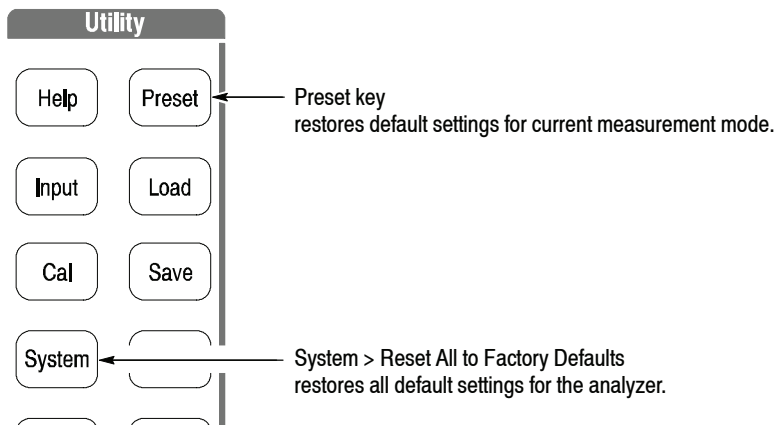 Utility
Help
Preset
Preset key
restores default settings for current measurement mode.
Input
Load
Cal
Save
System
System > Reset All to Factory Defaults
restores all default settings for the analyzer.